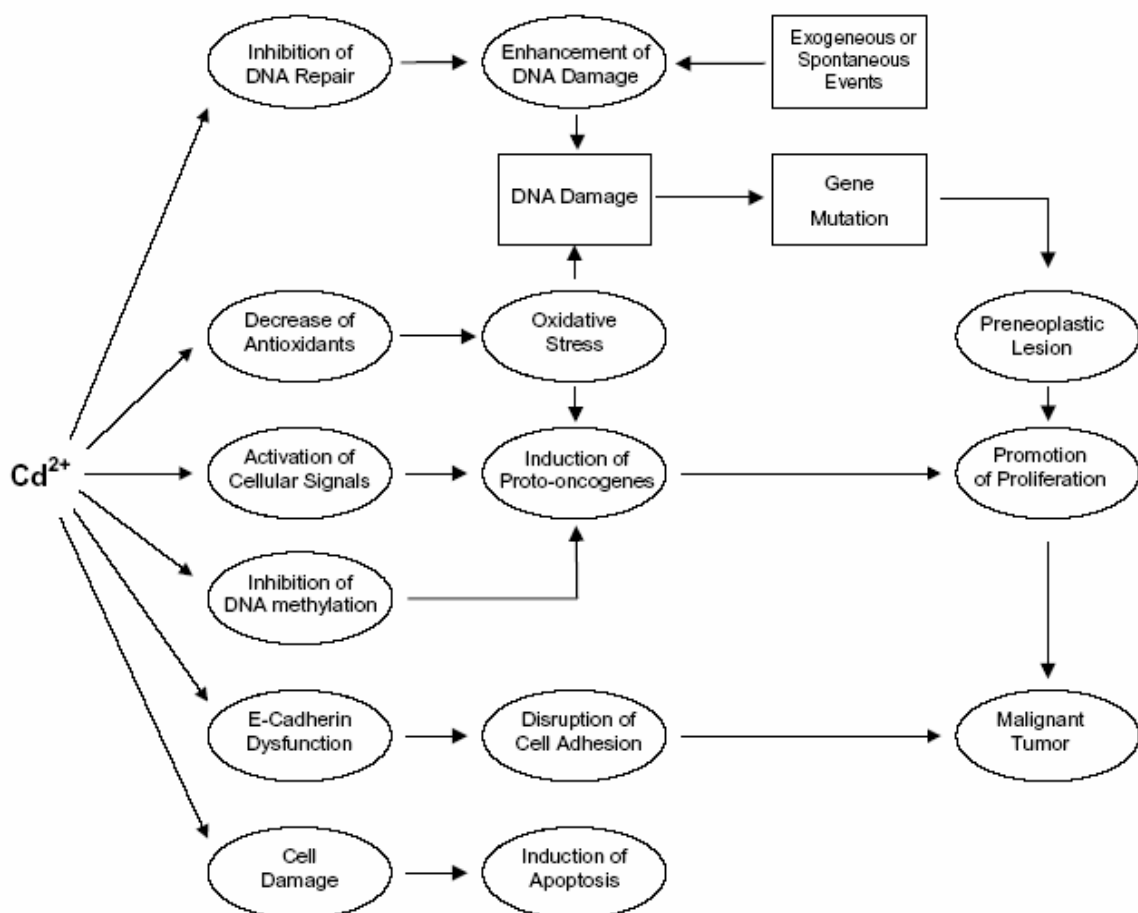 Inhibition of
DNA Repair
Enhancement of
DNA Damage
Exogeneous or
Spontaneous
Events
DNA Damage
Gene
Mutation
Decrease of
Antioxidants
Oxidative
Stress
Preneoplastic
Lesion
Cd²⁺
Activation of
Cellular Signals
Induction of
Proto-oncogenes
Promotion
of Proliferation
Inhibition of
DNA methylation
E-Cadherin
Dysfunction
Disruption of
Cell Adhesion
Malignant
Tumor
Cell
Damage
Induction of
Apoptosis